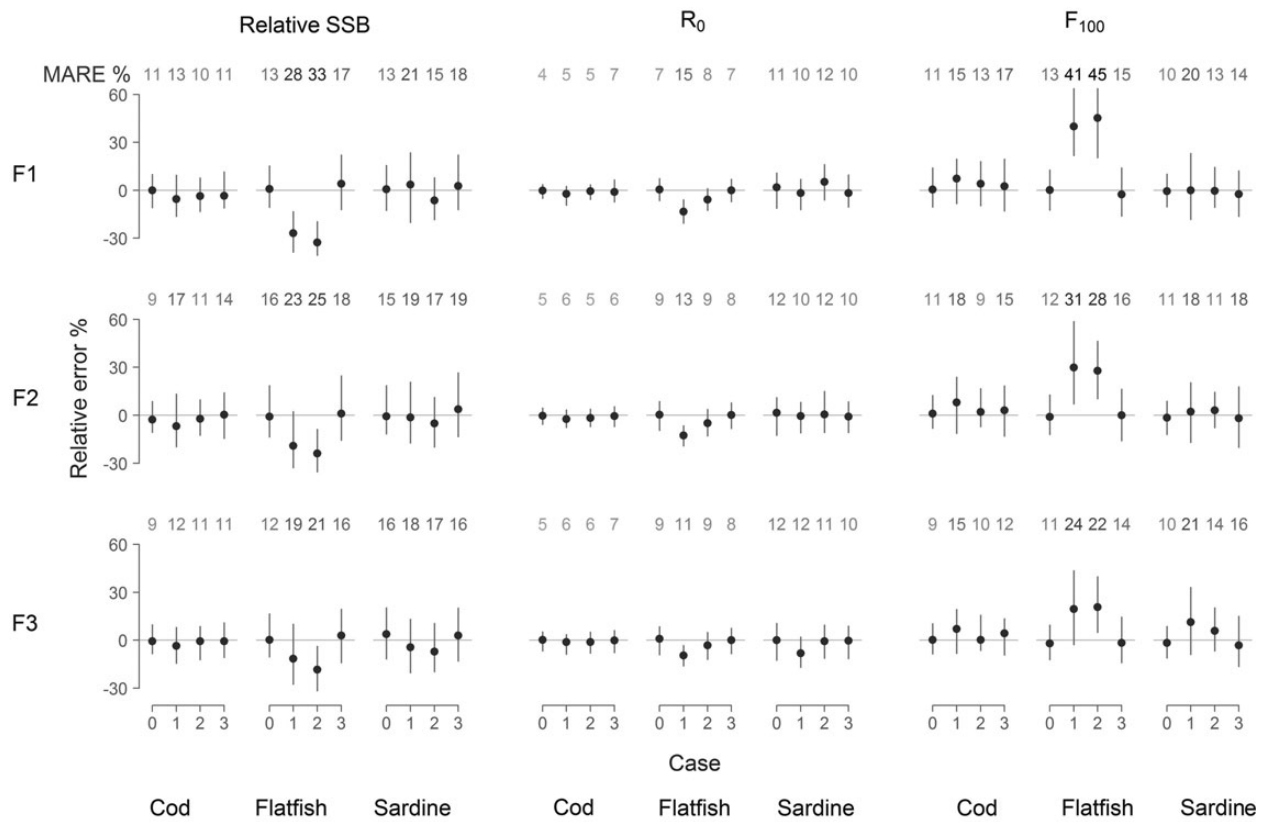 Relative SSB R₀ F₁₀₀
MARE % 11 13 10 11 13 28 33 17 13 21 15 18 4 5 5 7 7 15 8 7 11 10 12 10 11 15 13 17 13 41 45 15 10 20 13 14
60
30
F1
0
-30
9 17 11 14 16 23 25 18 15 19 17 19 5 6 5 6 9 13 9 8 12 10 12 10 11 18 9 15 12 31 28 16 11 18 11 18
60
30
F2
0
-30
Relative error %
9 12 11 11 12 19 21 16 16 18 17 16 5 6 6 7 9 11 9 8 12 12 11 10 9 15 10 12 11 24 22 14 10 21 14 16
60
30
F3
0
-30
0 1 2 3 0 1 2 3 0 1 2 3 0 1 2 3 0 1 2 3 0 1 2 3 0 1 2 3 0 1 2 3 0 1 2 3
Case
Cod Flatfish Sardine Cod Flatfish Sardine Cod Flatfish Sardine